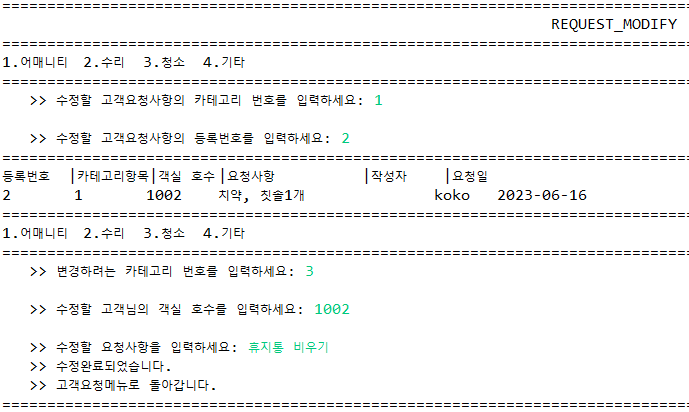 ================================================================================
REQUEST_MODIFY
================================================================================
1.어매니티 2.수리 3.청소 4.기타
================================================================================
>> 수정할 고객요청사항의 카테고리 번호를 입력하세요: 1
>> 수정할 고객요청사항의 등록번호를 입력하세요: 2
================================================================================
등록번호 |카테고리항목|객실 호수|요청사항 |작성자 |요청일
2 1 1002 치약, 칫솔1개 koko 2023-06-16
================================================================================
1.어매니티 2.수리 3.청소 4.기타
================================================================================
>> 변경하려는 카테고리 번호를 입력하세요: 3
>> 수정할 고객님의 객실 호수를 입력하세요: 1002
>> 수정할 요청사항을 입력하세요: 휴지통 비우기
>> 수정완료되었습니다.
>> 고객요청메뉴로 돌아갑니다.
================================================================================